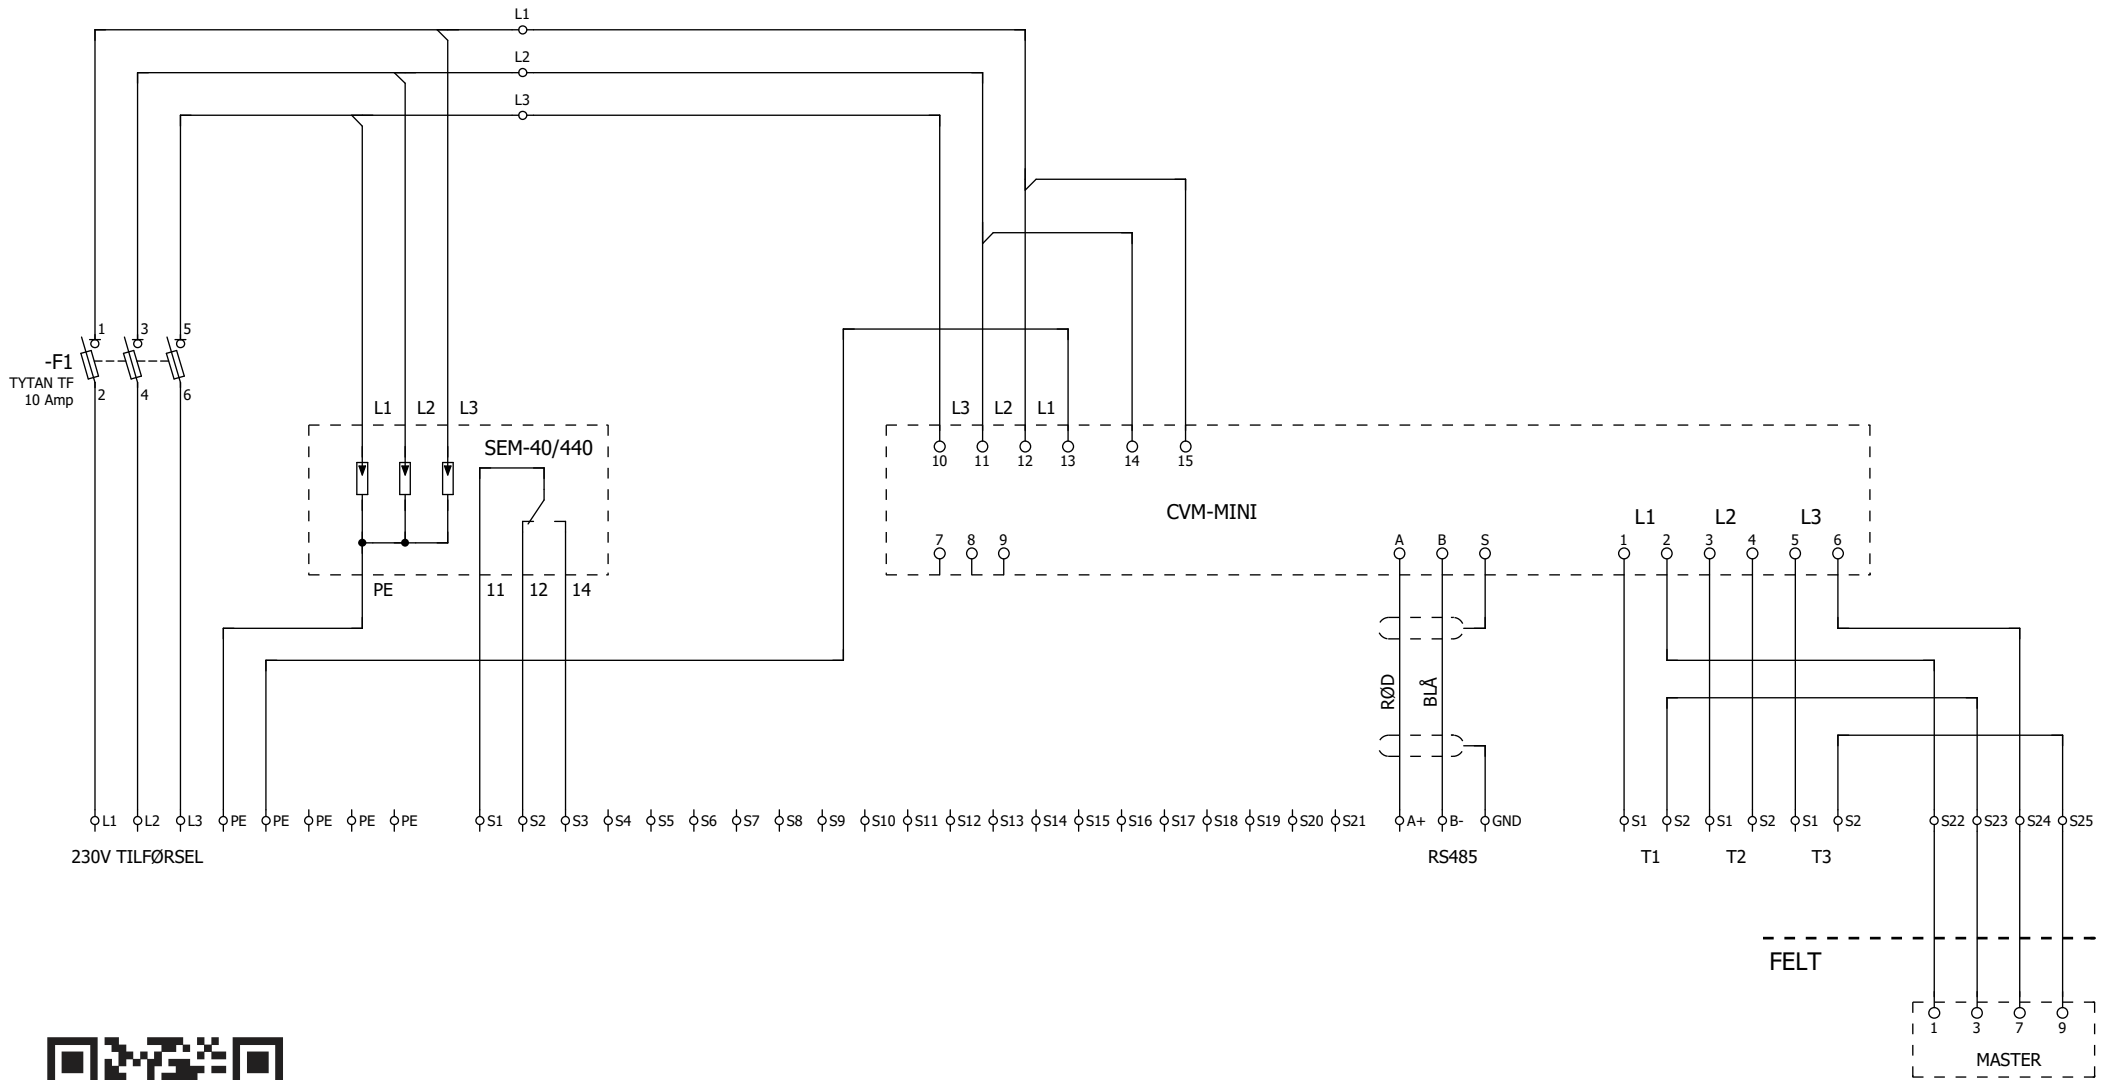 L1
L2
L3
1 3 5
-F1
TYTAN TF
10 Amp
2 4 6
L1 L2 L3
SEM-40/440
PE 11 12 14
L3 L2 L1
10 11 12 13 14 15
CVM-MINI
L1 L2 L3
7 8 9 A B S 1 2 3 4 5 6
RØD BLÅ
L1 L2 L3 PE PE PE PE PE S1 S2 S3 S4 S5 S6 S7 S8 S9 S10 S11 S12 S13 S14 S15 S16 S17 S18 S19 S20 S21 A+ B- GND S1 S2 S1 S2 S1 S2 S22 S23 S24 S25
230V TILFØRSEL RS485 T1 T2 T3
FELT
1 3 7 9
MASTER